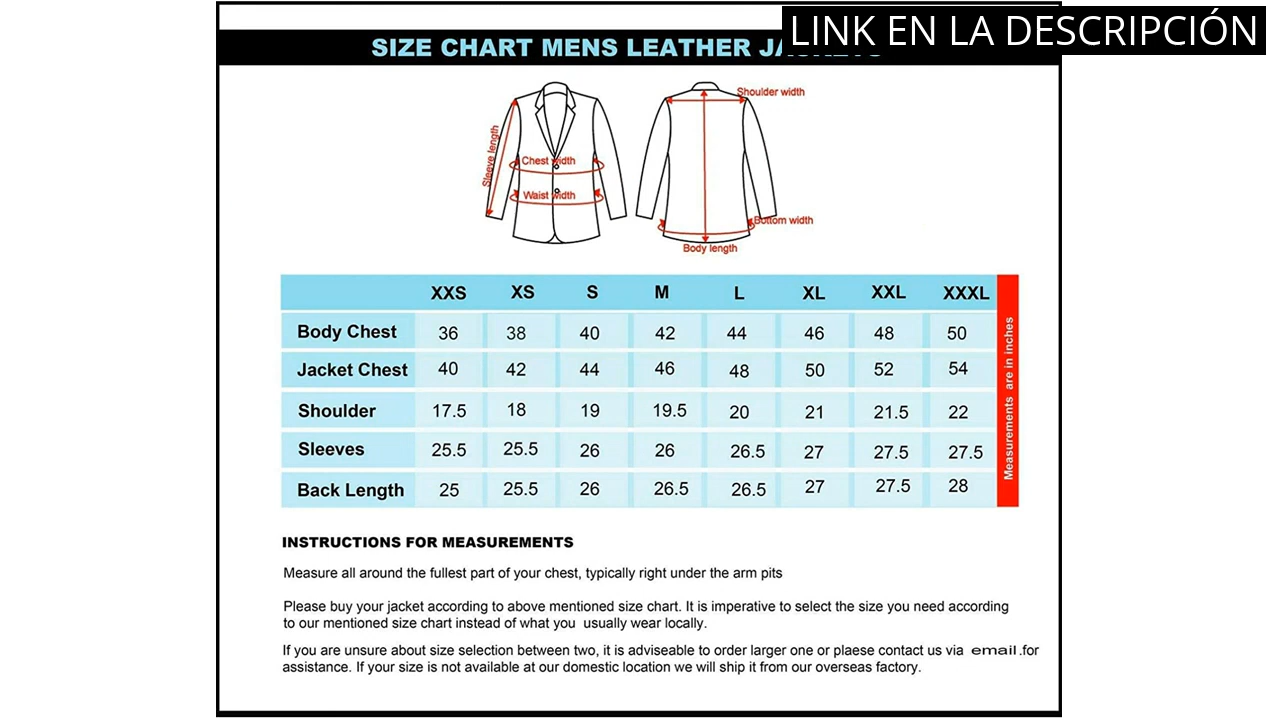 LINK EN LA DESCRIPCIÓN
SIZE CHART MENS LEATHER
Shoulder width
Sleeve length
Chest width
Waist width
Bottom width
Body length
XXS XS S M L XL XXL XXXL
Body Chest 36 38 40 42 44 46 48 50
Jacket Chest 40 42 44 46 48 50 52 54
Shoulder 17.5 18 19 19.5 20 21 21.5 22
Sleeves 25.5 25.5 26 26 26.5 27 27.5 27.5
Back Length 25 25.5 26 26.5 26.5 27 27.5 28
Measurements are in inches
INSTRUCTIONS FOR MEASUREMENTS
Measure all around the fullest part of your chest, typically right under the arm pits
Please buy your jacket according to above mentioned size chart. It is imperative to select the size you need according
to our mentioned size chart instead of what you usually wear locally.
If you are unsure about size selection between two, it is adviseable to order larger one or plaese contact us via email .for
assistance. If your size is not available at our domestic location we will ship it from our overseas factory.